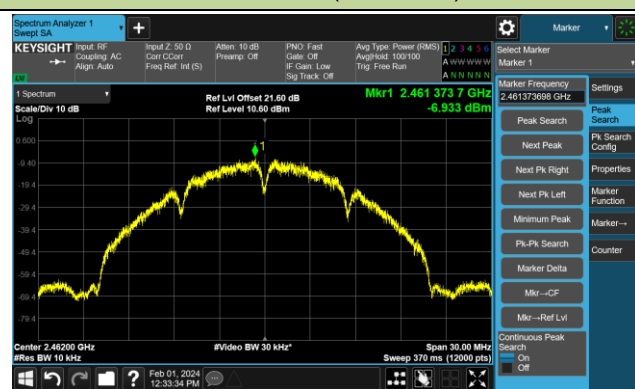 Spectrum Analyzer 1
Swept SA
Marker
KEYSIGHT
Input: RF
Coupling: AC
Align: Auto
Input Z: 50 Ω
Corr CCorr
Freq Ref: Int (S)
Atten: 10 dB
Preamp: Off
PNO: Fast
Gate: Off
IF Gain: Low
Sig Track: Off
Avg Type: Power (RMS)
Avg|Hold: 100/100
Trig: Free Run
1 2 3 4 5 6
A W W W W W
A N N N N N
LXI
Select Marker
Marker 1
1 Spectrum
Scale/Div 10 dB
Log
Ref Lvl Offset 21.60 dB
Ref Level 10.60 dBm
Mkr1 2.461 373 7 GHz
-6.933 dBm
1
0.600
-9.40
-19.4
-29.4
-39.4
-49.4
-59.4
-69.4
-79.4
Center 2.46200 GHz
#Res BW 10 kHz
#Video BW 30 kHz*
Span 30.00 MHz
Sweep 370 ms (12000 pts)
Marker Frequency
2.461373698 GHz
Peak Search
Next Peak
Next Pk Right
Next Pk Left
Minimum Peak
Pk-Pk Search
Marker Delta
Mkr→CF
Mkr→Ref Lvl
Continuous Peak
Search
On
Off
Settings
Peak
Search
Pk Search
Config
Properties
Marker
Function
Marker→
Counter
?
Feb 01, 2024
12:33:34 PM